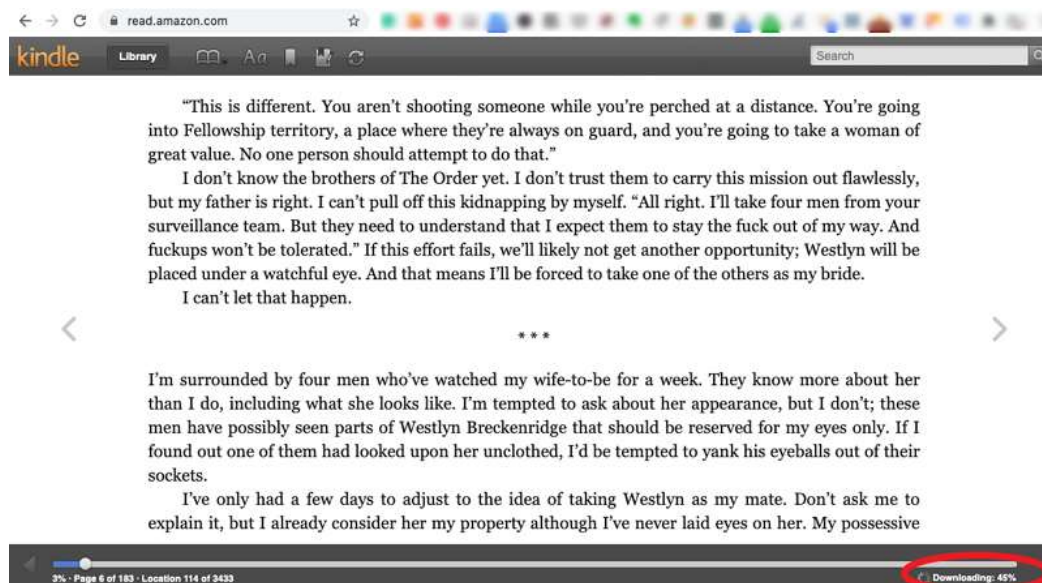 read.amazon.com
kindle Library Aa Search
“This is different. You aren’t shooting someone while you’re perched at a distance. You’re going
into Fellowship territory, a place where they’re always on guard, and you’re going to take a woman of
great value. No one person should attempt to do that.”
I don’t know the brothers of The Order yet. I don’t trust them to carry this mission out flawlessly,
but my father is right. I can’t pull off this kidnapping by myself. “All right. I’ll take four men from your
surveillance team. But they need to understand that I expect them to stay the fuck out of my way. And
fuckups won’t be tolerated.” If this effort fails, we’ll likely not get another opportunity; Westlyn will be
placed under a watchful eye. And that means I’ll be forced to take one of the others as my bride.
I can’t let that happen.
* * *
I’m surrounded by four men who’ve watched my wife-to-be for a week. They know more about her
than I do, including what she looks like. I’m tempted to ask about her appearance, but I don’t; these
men have possibly seen parts of Westlyn Breckenridge that should be reserved for my eyes only. If I
found out one of them had looked upon her unclothed, I’d be tempted to yank his eyeballs out of their
sockets.
I’ve only had a few days to adjust to the idea of taking Westlyn as my mate. Don’t ask me to
explain it, but I already consider her my property although I’ve never laid eyes on her. My possessive
3% · Page 6 of 183 · Location 114 of 3433 Downloading: 45%